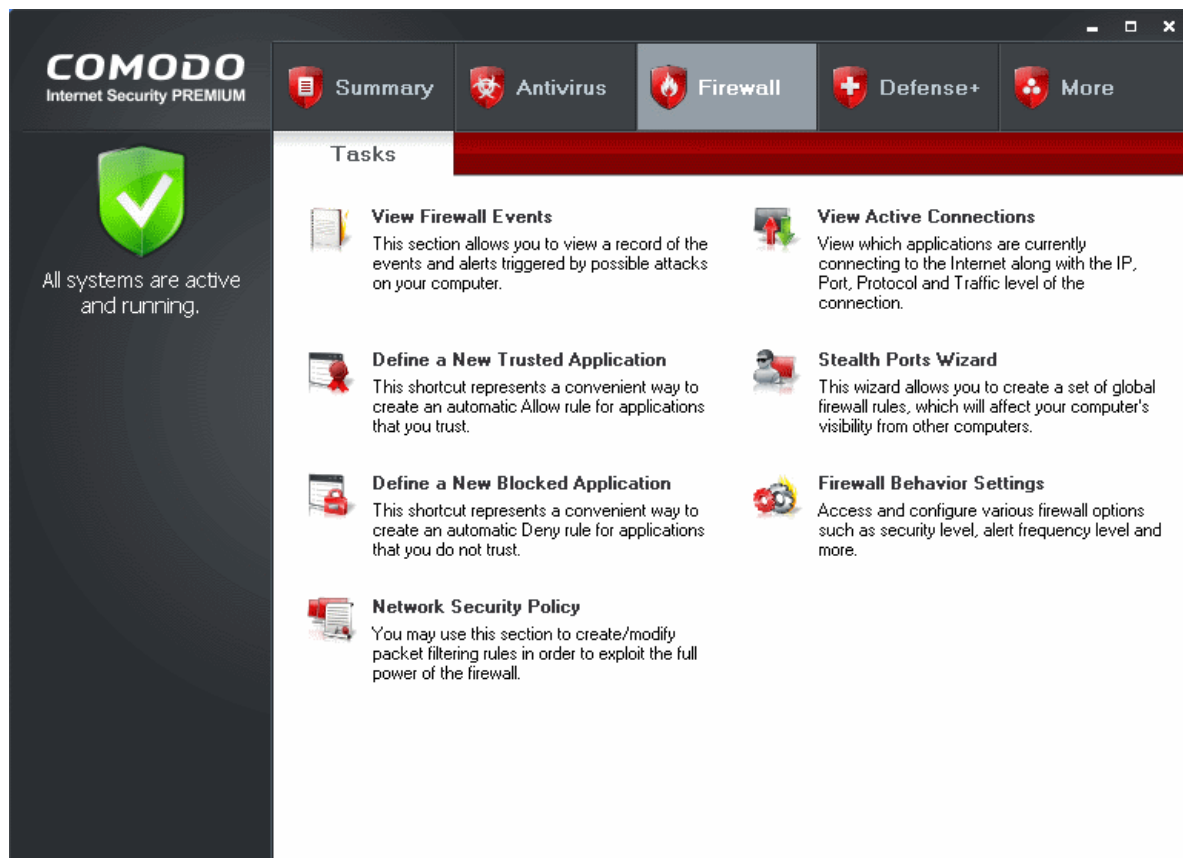 COMODO
Internet Security PREMIUM
Summary
Antivirus
Firewall
Defense+
More
All systems are active
and running.
Tasks
View Firewall Events
This section allows you to view a record of the
events and alerts triggered by possible attacks
on your computer.
View Active Connections
View which applications are currently
connecting to the Internet along with the IP,
Port, Protocol and Traffic level of the
connection.
Define a New Trusted Application
This shortcut represents a convenient way to
create an automatic Allow rule for applications
that you trust.
Stealth Ports Wizard
This wizard allows you to create a set of global
firewall rules, which will affect your computer's
visibility from other computers.
Define a New Blocked Application
This shortcut represents a convenient way to
create an automatic Deny rule for applications
that you do not trust.
Firewall Behavior Settings
Access and configure various firewall options
such as security level, alert frequency level and
more.
Network Security Policy
You may use this section to create/modify
packet filtering rules in order to exploit the full
power of the firewall.